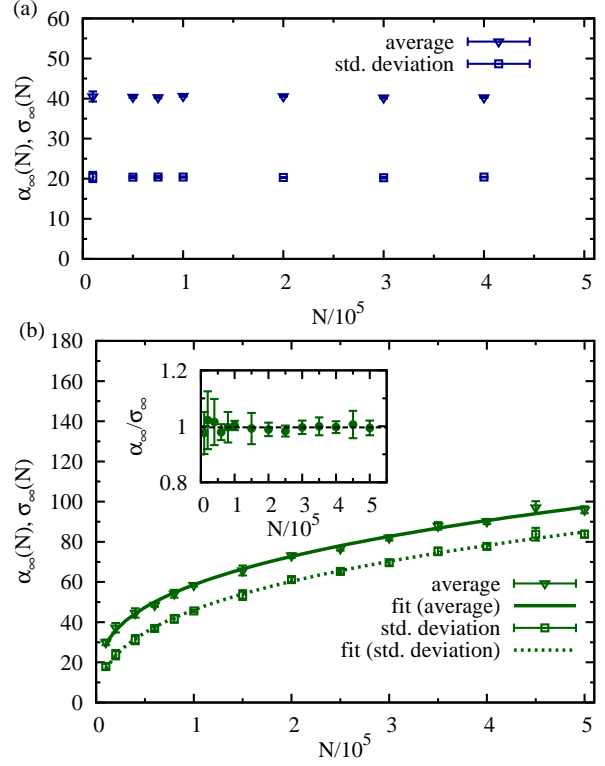 (a)
60
50
40
30
20
10
0
α∞(N), σ∞(N)
average
std. deviation
0 1 2 3 4 5
N/10⁵
(b)
180
160
140
120
100
80
60
40
20
0
α∞(N), σ∞(N)
1.2
1
0.8
α∞/σ∞
0 1 2 3 4 5
N/10⁵
average
fit (average)
std. deviation
fit (std. deviation)
0 1 2 3 4 5
N/10⁵